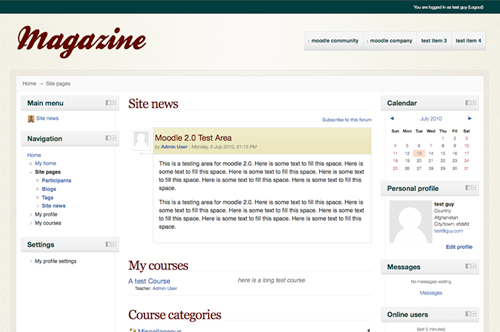 You are logged in as test guy (Logout)
Magazine
moodle community
moodle company
test item 3
test item 4
Home → Site pages
Main menu
Site news
Navigation
Home
My home
Site pages
Participants
Blogs
Tags
Site news
My profile
My courses
Settings
My profile settings
Site news
Subscribe to this forum
Moodle 2.0 Test Area
by Admin User - Monday, 5 July 2010, 01:15 PM
This is a testing area for moodle 2.0. Here is some text to fill this space. Here is
some text to fill this space. Here is some text to fill this space. Here is some
text to fill this space. Here is some text to fill this space. Here is some text to fill this
space.
This is a testing area for moodle 2.0. Here is some text to fill this space. Here is
some text to fill this space. Here is some text to fill this space. Here is some text to fill
this space. Here is some text to fill this space. Here is some text to fill this
space.
My courses
A test Course
here is a long test course
Teacher: Admin User
Course categories
Miscellaneous
Calendar
◄ July 2010 ►
Sun Mon Tue Wed Thu Fri Sat
1 2 3
4 5 6 7 8 9 10
11 12 13 14 15 16 17
18 19 20 21 22 23 24
25 26 27 28 29 30 31
Personal profile
test guy
Country:
Afghanistan
City/town:
test@guy.com
Edit profile
Messages
No messages waiting
Messages
Online users
(last 5 minutes)